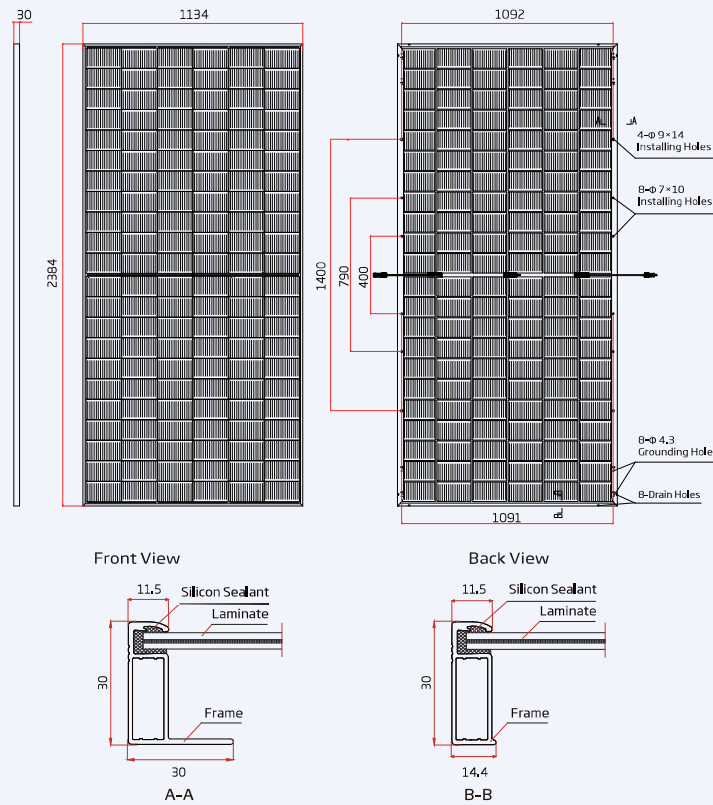 30
1134
1092
A
A
4-Φ 9×14
Installing Holes
8-Φ 7×10
Installing Holes
2384
1400
790
400
8-Φ 4.3
Grounding Hole
8-Drain Holes
B
B
1091
Front View
Back View
11.5
Silicon Sealant
Laminate
30
Frame
30
A-A
11.5
Silicon Sealant
Laminate
30
Frame
14.4
B-B